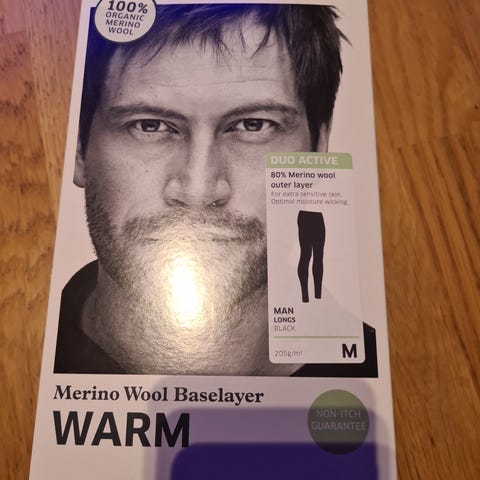 100%
ORGANIC
MERINO
WOOL
DUO ACTIVE
80% Merino wool
outer layer
For extra sensitive skin.
Optimal moisture wicking.
MAN
LONGS
BLACK
205g/m²
M
Merino Wool Baselayer
WARM
NON-ITCH
GUARANTEE